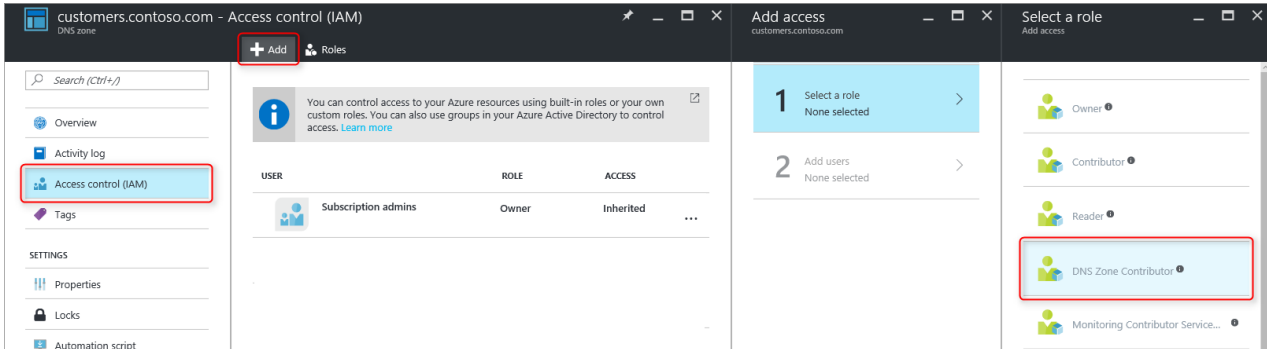 customers.contoso.com - Access control (IAM)
DNS zone
Add
Roles
Search (Ctrl+/)
Overview
Activity log
Access control (IAM)
Tags
SETTINGS
Properties
Locks
Automation script
You can control access to your Azure resources using built-in roles or your own
custom roles. You can also use groups in your Azure Active Directory to control
access. Learn more
USER ROLE ACCESS
Subscription admins Owner Inherited ...
Add access
customers.contoso.com
1 Select a role
None selected
2 Add users
None selected
Select a role
Add access
Owner
Contributor
Reader
DNS Zone Contributor
Monitoring Contributor Service...